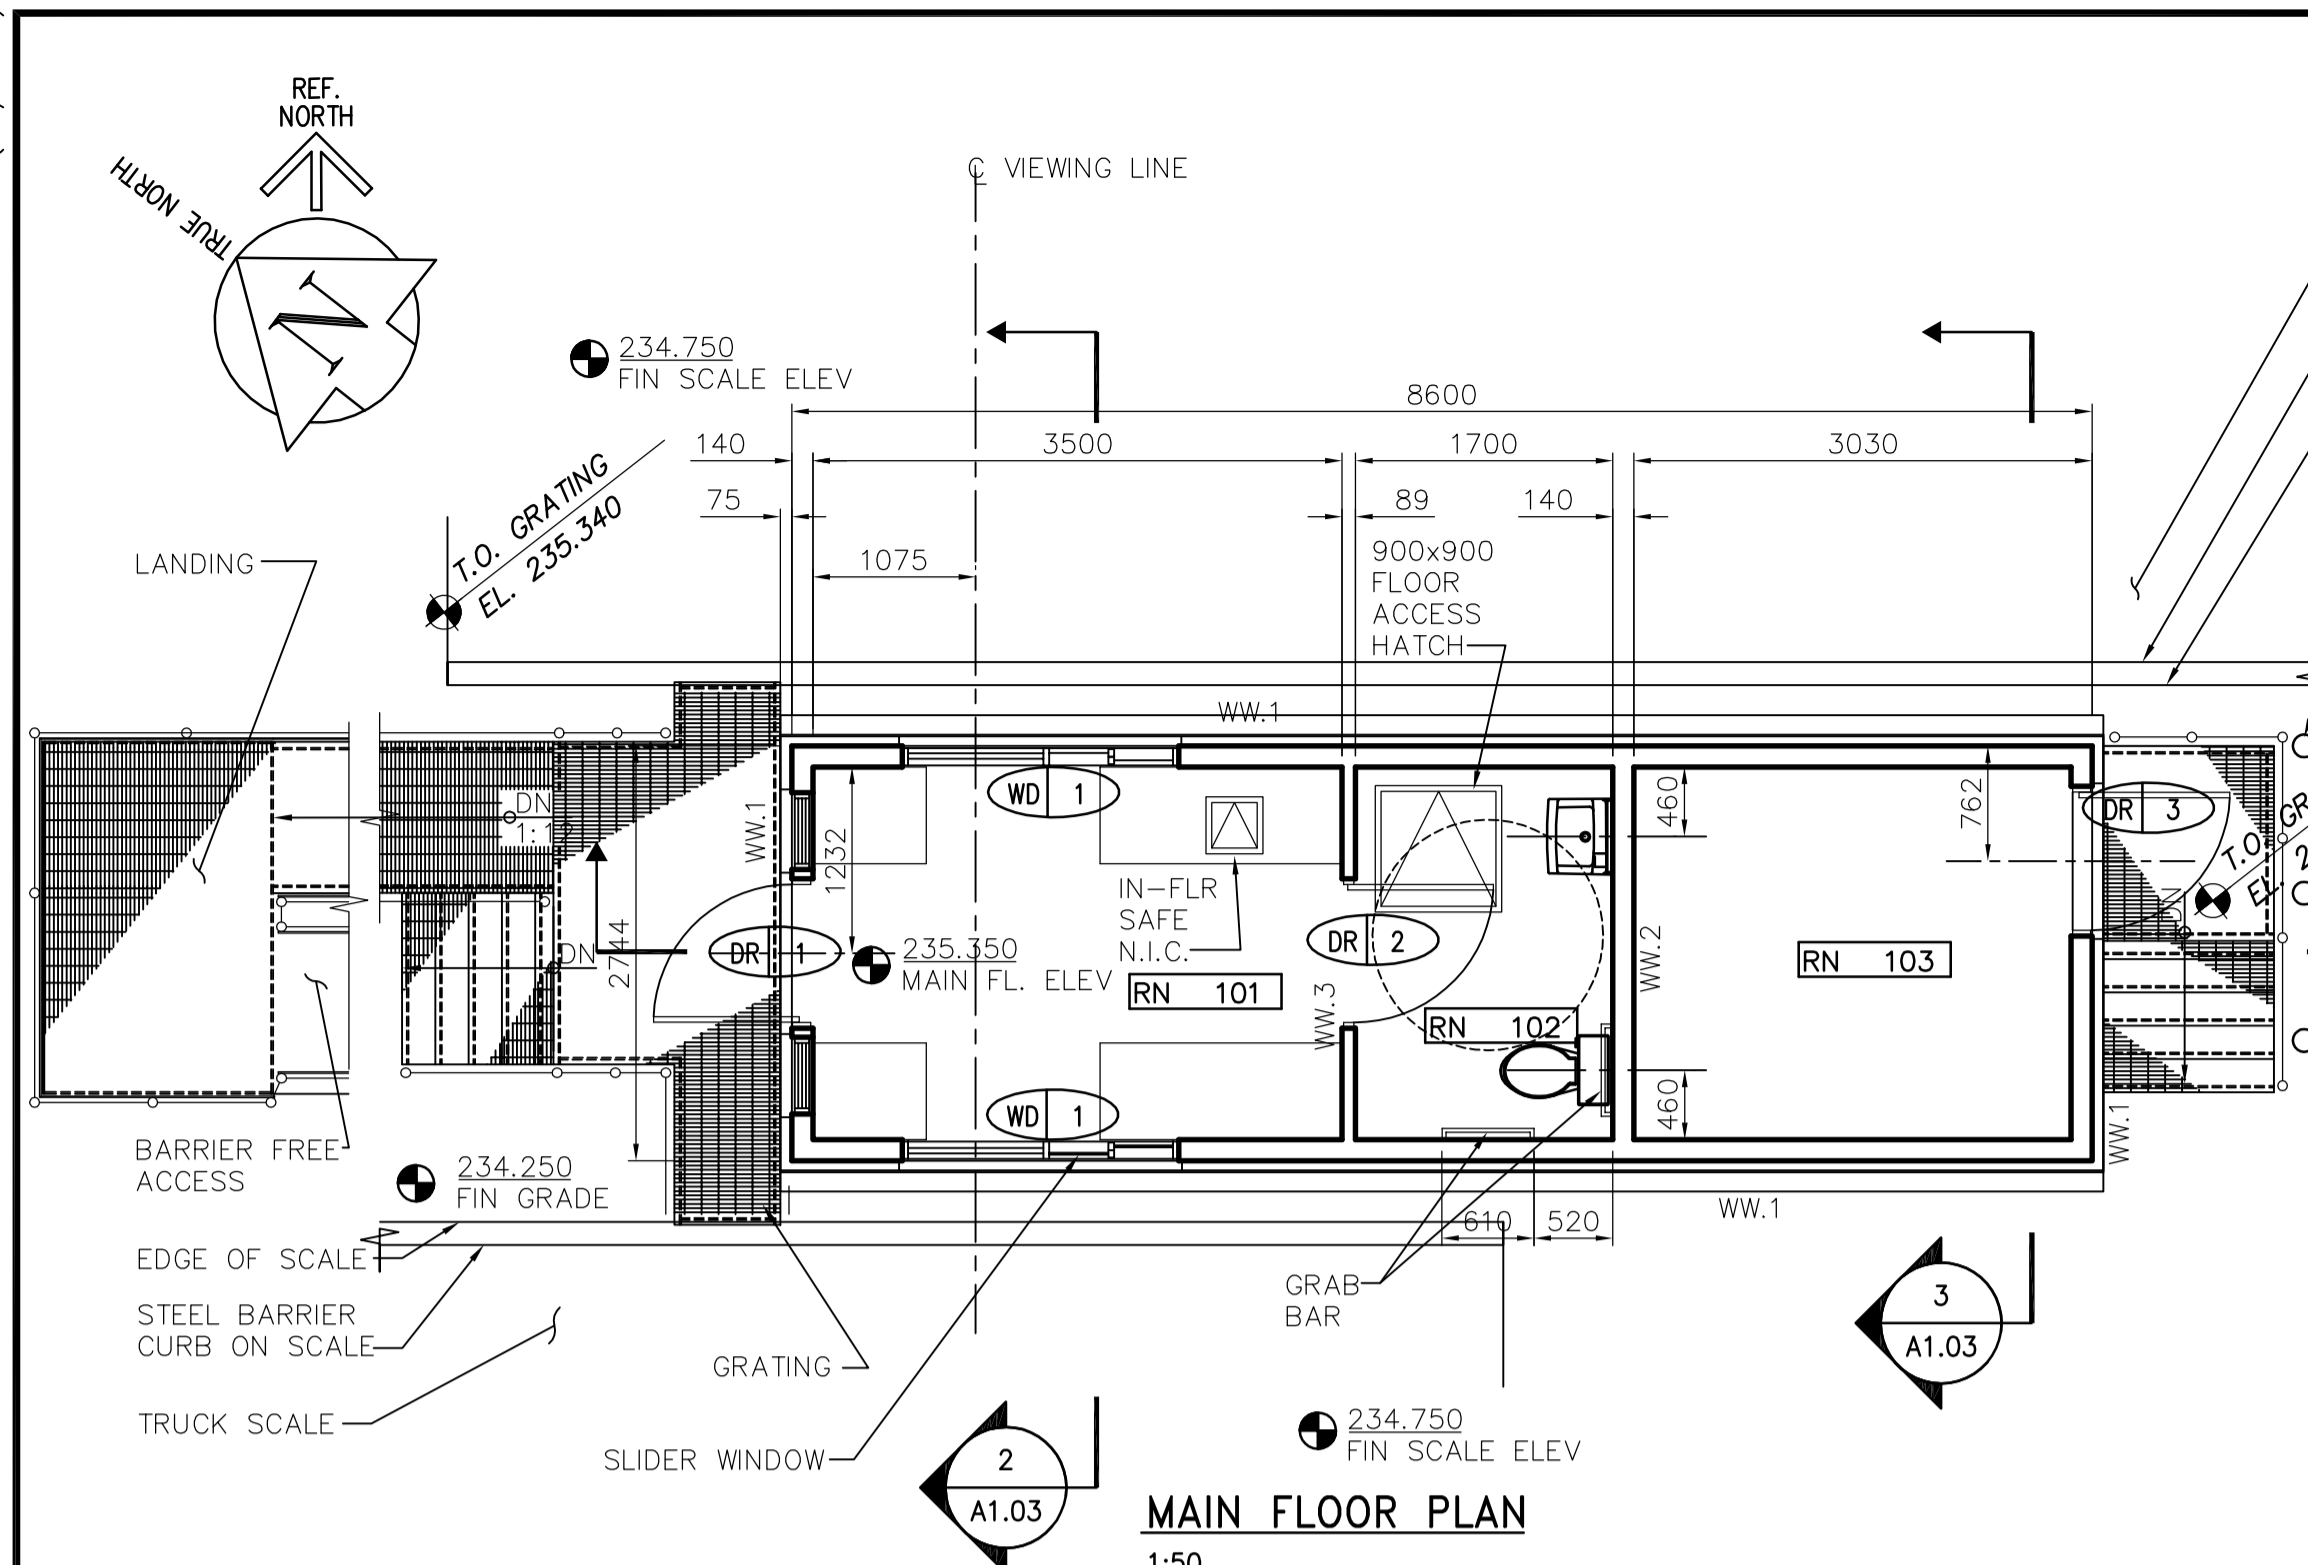 REF.
NORTH
TRUE NORTH
N
℄ VIEWING LINE
234.750
FIN SCALE ELEV
8600
140
3500
1700
3030
75
89
140
T.O. GRATING
EL. 235.340
1075
900x900
FLOOR
ACCESS
HATCH
LANDING
WW.1
DN
1:12
WW.1
WD 1
1232
460
762
DR 3
T.O. GR
EL. 2
IN-FLR
SAFE
N.I.C.
DN
2744
DR 1
235.350
MAIN FL. ELEV
DR 2
WW.2
RN 101
RN 102
RN 103
WW.3
DN
WD 1
460
WW.1
BARRIER FREE
ACCESS
234.250
FIN GRADE
WW.1
610
520
EDGE OF SCALE
STEEL BARRIER
CURB ON SCALE
GRAB
BAR
3
A1.03
GRATING
TRUCK SCALE
SLIDER WINDOW
2
A1.03
234.750
FIN SCALE ELEV
MAIN FLOOR PLAN
1:50